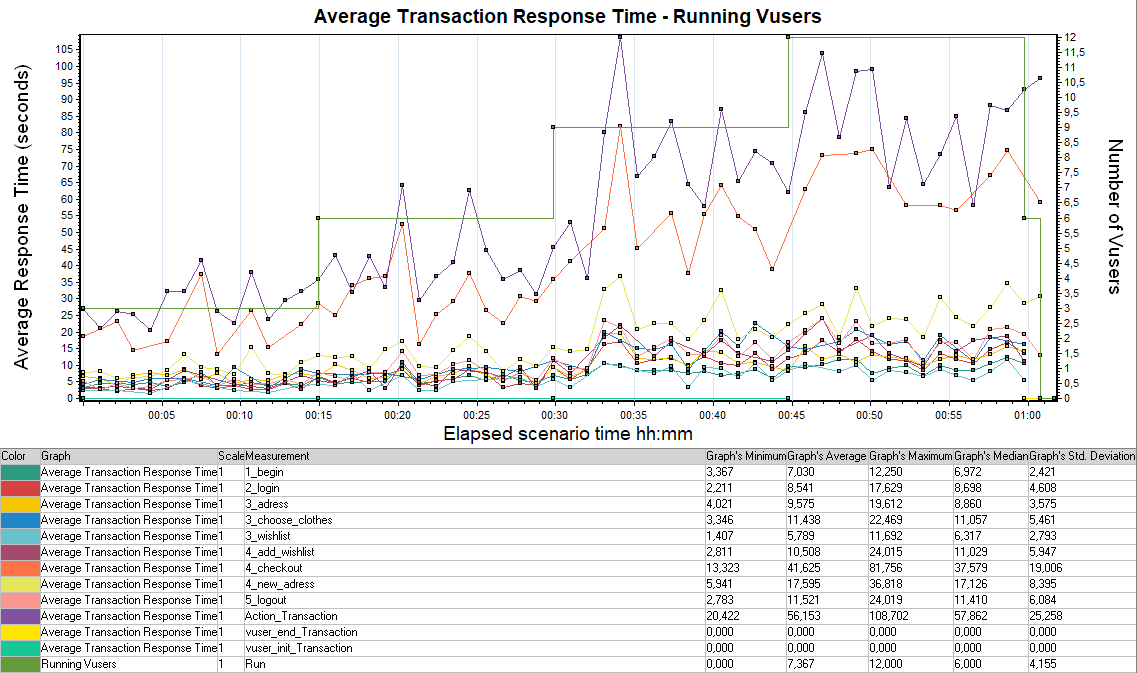 Average Transaction Response Time - Running Vusers
Average Response Time (seconds)
105
100
95
90
85
80
75
70
65
60
55
50
45
40
35
30
25
20
15
10
5
0
12
11,5
11
10,5
10
9,5
9
8,5
8
7,5
7
6,5
6
5,5
5
4,5
4
3,5
3
2,5
2
1,5
1
0,5
0
Number of Vusers
00:05 00:10 00:15 00:20 00:25 00:30 00:35 00:40 00:45 00:50 00:55 01:00
Elapsed scenario time hh:mm
Color Graph Scale Measurement Graph's Minimum Graph's Average Graph's Maximum Graph's Median Graph's Std. Deviation
Average Transaction Response Time 1 1_begin 3,367 7,030 12,250 6,972 2,421
Average Transaction Response Time 1 2_login 2,211 8,541 17,629 8,698 4,608
Average Transaction Response Time 1 3_adress 4,021 9,575 19,612 8,860 3,575
Average Transaction Response Time 1 3_choose_clothes 3,346 11,438 22,469 11,057 5,461
Average Transaction Response Time 1 3_wishlist 1,407 5,789 11,692 6,317 2,793
Average Transaction Response Time 1 4_add_wishlist 2,811 10,508 24,015 11,029 5,947
Average Transaction Response Time 1 4_checkout 13,323 41,625 81,756 37,579 19,006
Average Transaction Response Time 1 4_new_adress 5,941 17,595 36,818 17,126 8,395
Average Transaction Response Time 1 5_logout 2,783 11,521 24,019 11,410 6,084
Average Transaction Response Time 1 Action_Transaction 20,422 56,153 108,702 57,862 25,258
Average Transaction Response Time 1 vuser_end_Transaction 0,000 0,000 0,000 0,000 0,000
Average Transaction Response Time 1 vuser_init_Transaction 0,000 0,000 0,000 0,000 0,000
Running Vusers 1 Run 0,000 7,367 12,000 6,000 4,155